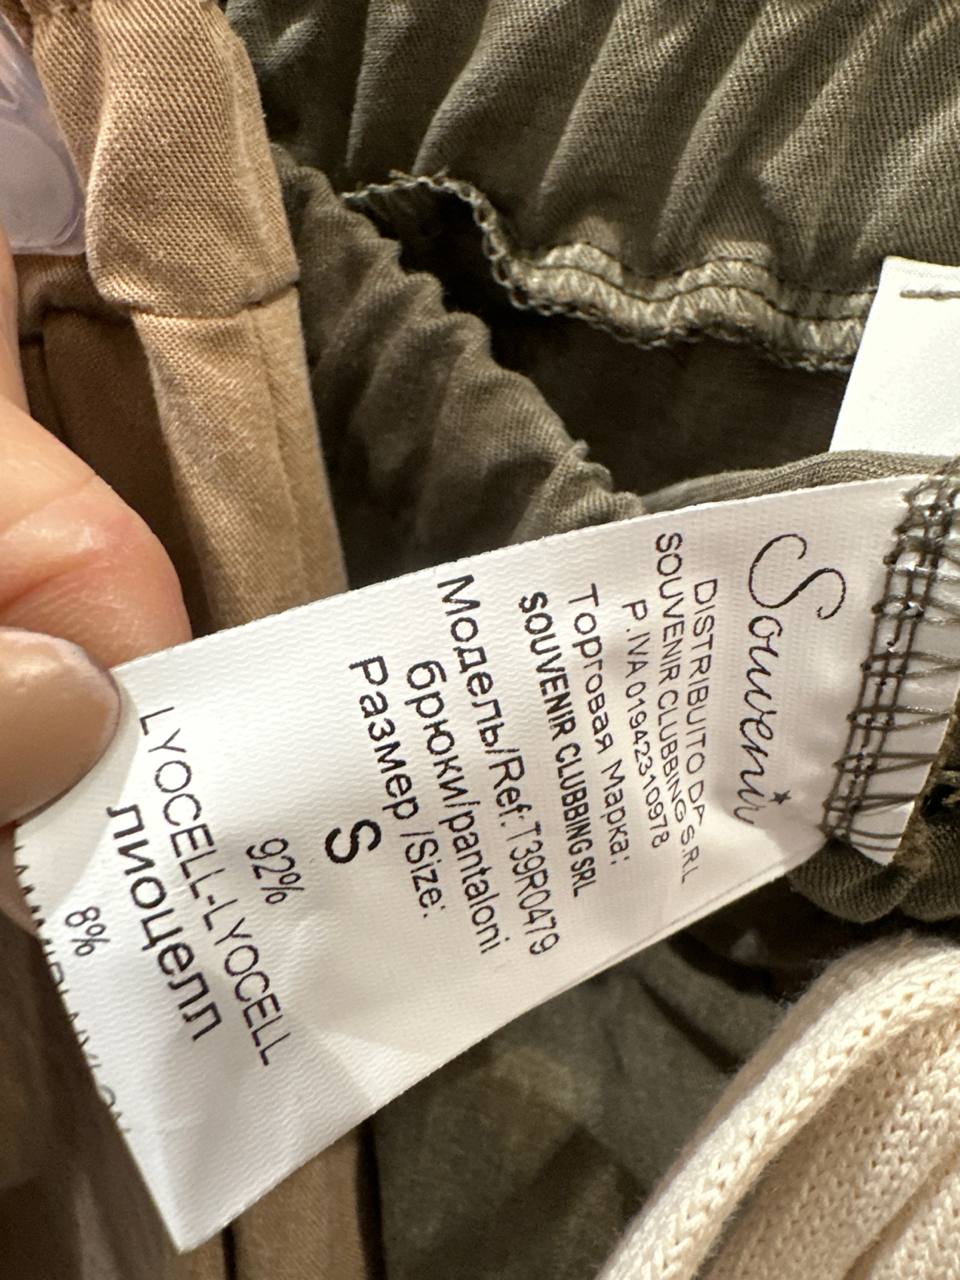 Souvenir
DISTRIBUITO DA
SOUVENIR CLUBBING S.RL
P.IVA 01942310978
Торговая Марка:
SOUVENIR CLUBBING SRL
Модель/Ref:T39R0479
брюки/pantaloni
Размер /Size:
S
92%
LYOCELL-LYOCELL
лиоцелл
8%